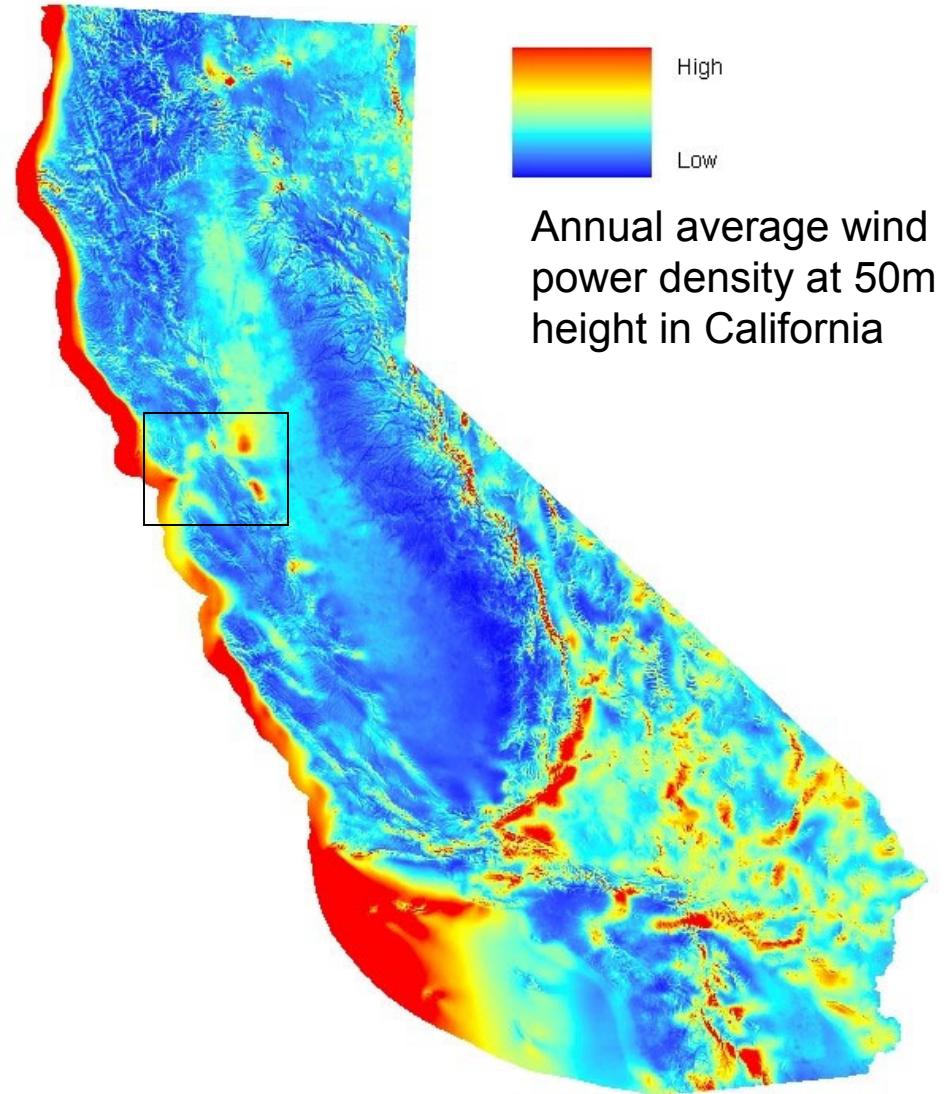 High
Low
Annual average wind
power density at 50m
height in California